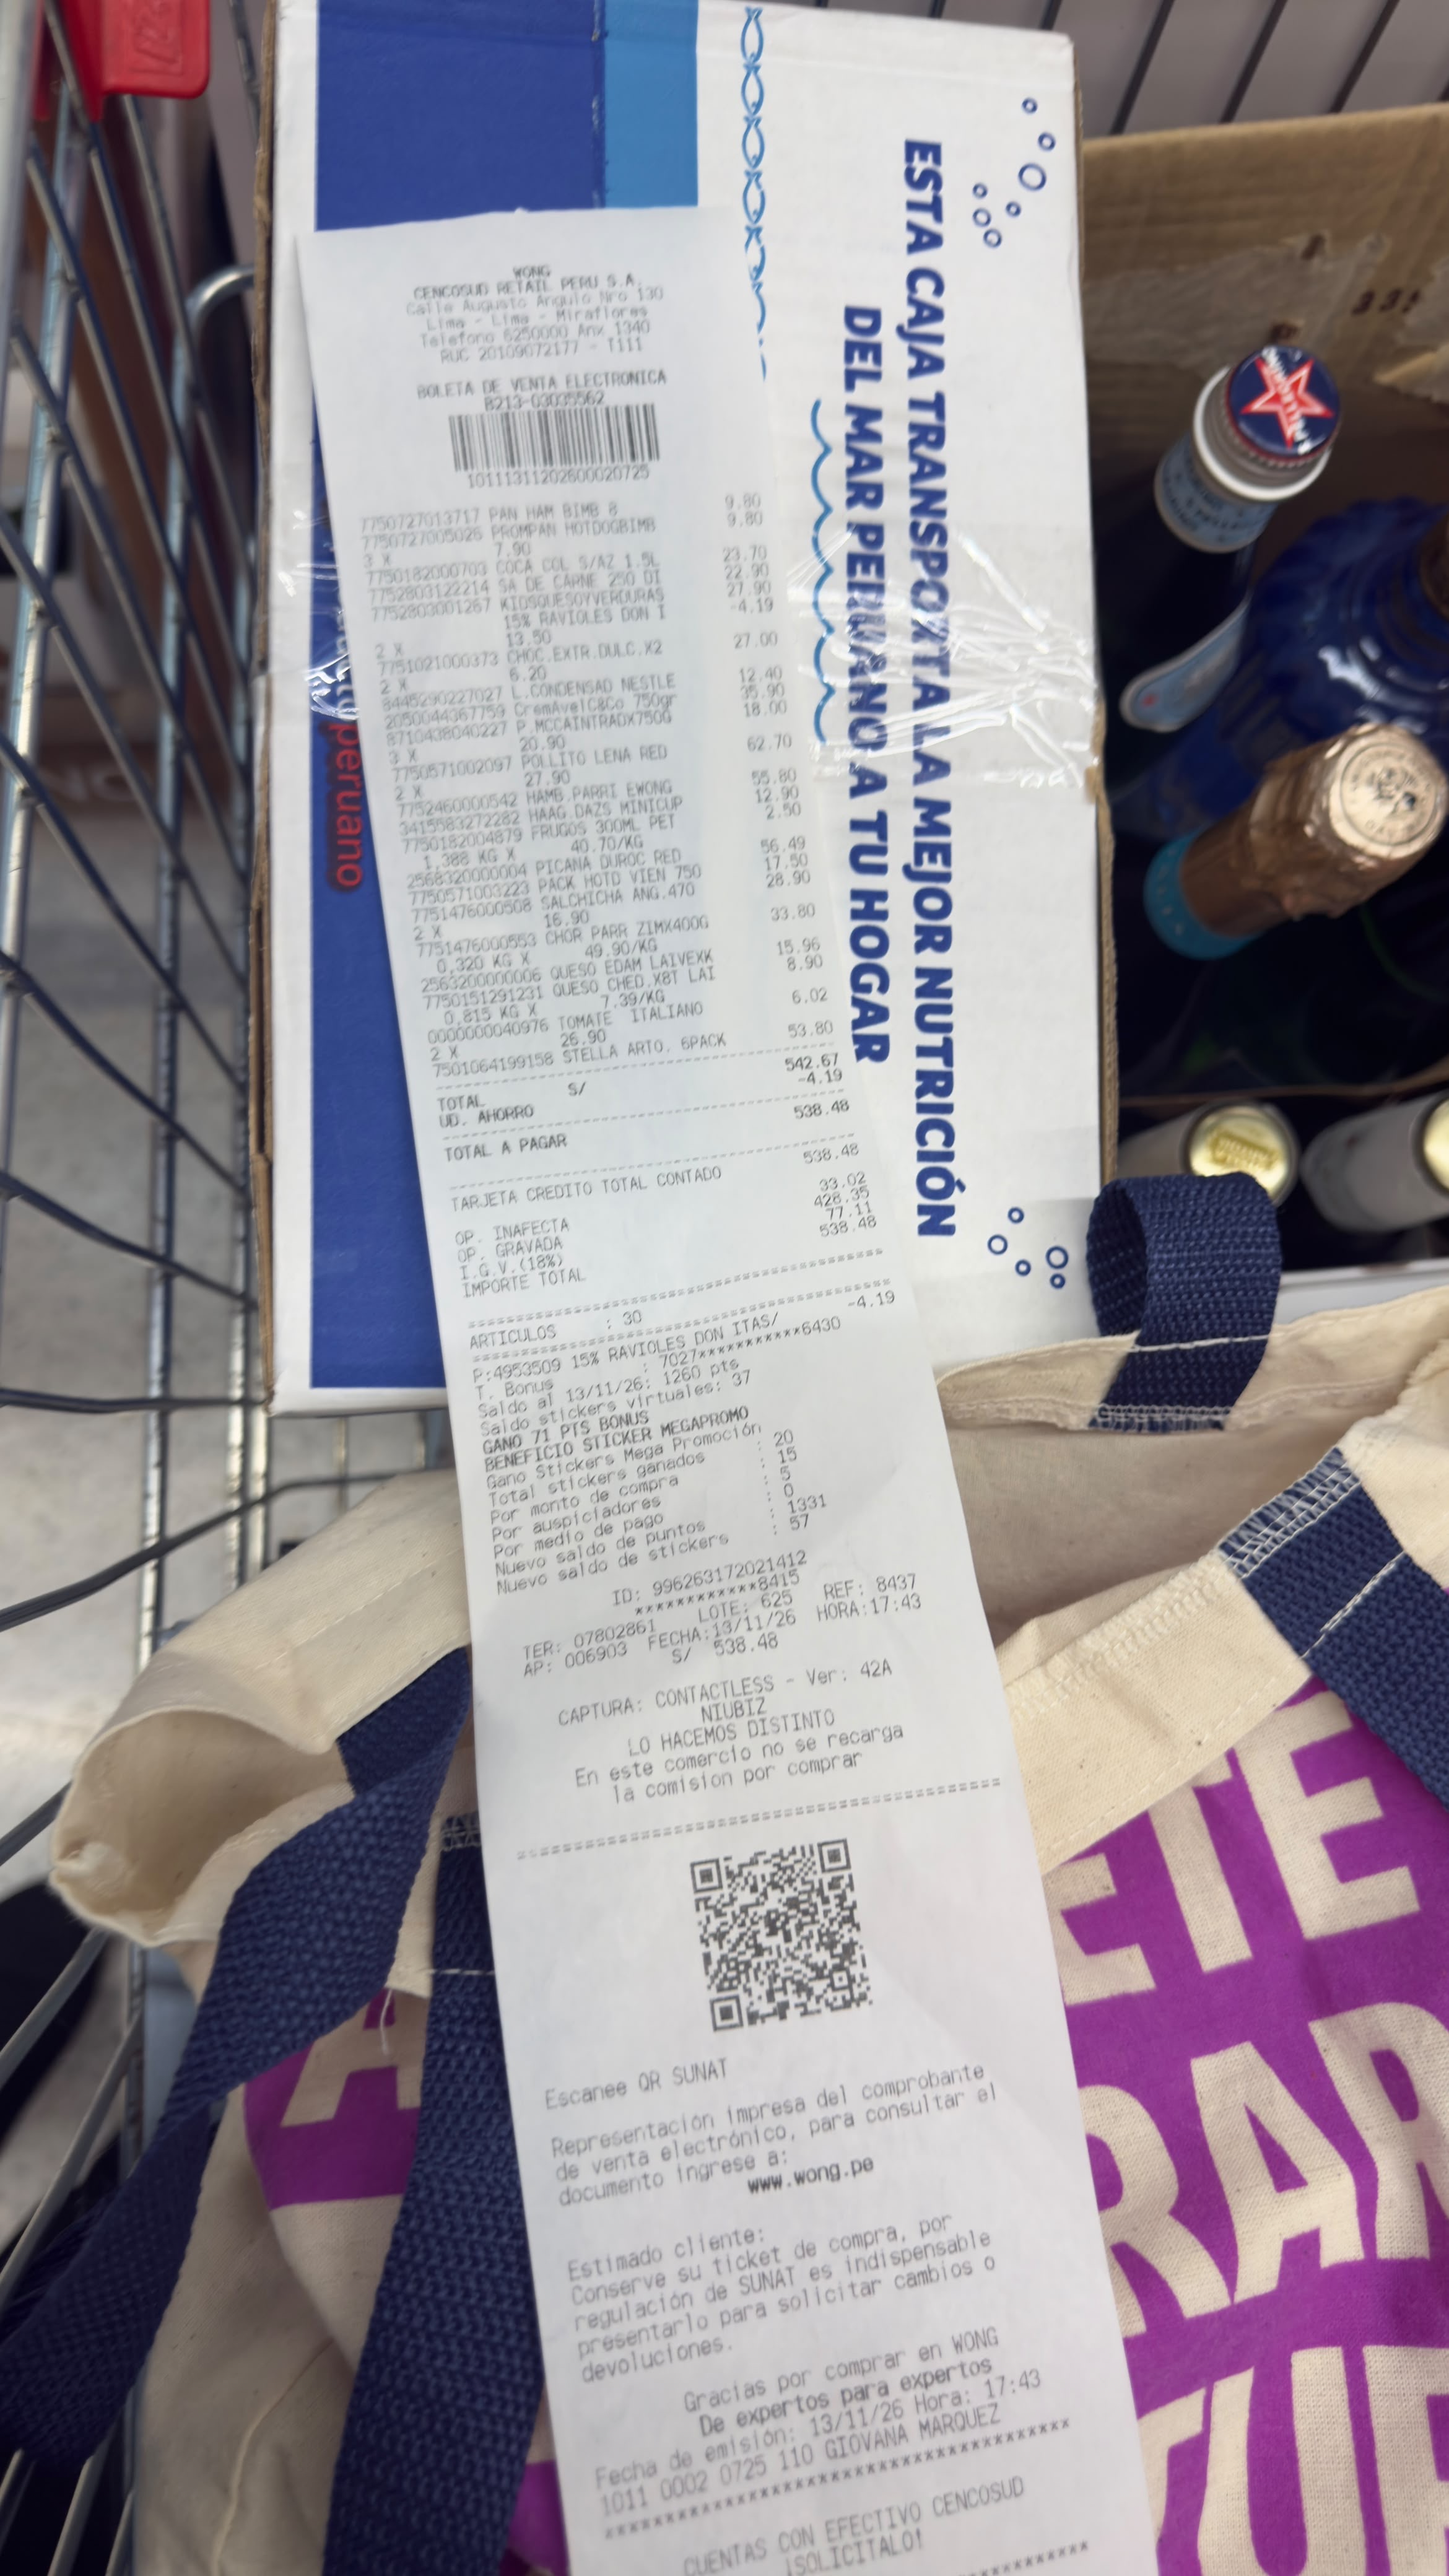 WONG
CENCOSUD RETAIL PERU S.A.
Calle Augusto Angulo Nro 130
Lima - Lima - Miraflores
Telefono 6250000 Anx 1340
RUC 20109072177 - T111
BOLETA DE VENTA ELECTRONICA
B213-03035562
1011131120260002 0725
7750727013717 PAN HAM BIMB 8 9.80
7750727005026 PROMPAN HOTDOGBIMB 9.80
3 X 7.90
7750182000703 COCA COL S/AZ 1.5L 23.70
7752803122214 SA DE CARNE 250 DI 22.90
7752803001267 KIDSQUESOYVERDURAS 27.90
15% RAVIOLES DON I -4.19
2 X 13.50
7751021000373 CHOC.EXTR.DULC.X2 27.00
2 X 6.20
8445290227027 L.CONDENSAD NESTLE 12.40
2050044367759 CremAvelC&Co 750gr 35.90
8710438040227 P.MCCAINTRADX750G 18.00
3 X 20.90
7750571002097 POLLITO LENA RED 62.70
2 X 27.90
7752460000542 HAMB.PARRI EWONG 55.80
3415583272282 HAAG.DAZS MINICUP 12.90
7750182004879 FRUGOS 300ML PET 2.50
1.388 KG X 40.70/KG
2568320000004 PICANA DUROC RED 56.49
7750571003223 PACK HOTD VIEN 750 17.50
7751476000508 SALCHICHA ANG.470 28.90
2 X 16.90
7751476000553 CHOR PARR ZIMX400G 33.80
0.320 KG X 49.90/KG
2563200000006 QUESO EDAM LAIVEXK 15.96
7750151291231 QUESO CHED.X8T LAI 8.90
0.815 KG X 7.39/KG
0000000040976 TOMATE ITALIANO 6.02
2 X 26.90
7501064199158 STELLA ARTO. 6PACK 53.80
TOTAL S/ 542.67
UD. AHORRO -4.19
TOTAL A PAGAR 538.48
TARJETA CREDITO TOTAL CONTADO 538.48
OP. INAFECTA 33.02
OP. GRAVADA 428.35
I.G.V.(18%) 77.11
IMPORTE TOTAL 538.48
ARTICULOS : 30
P:4953509 15% RAVIOLES DON ITAS/ -4.19
T. Bonus : 7027***********6430
Saldo al 13/11/26: 1260 pts
Saldo stickers virtuales: 37
GANO 71 PTS BONUS
BENEFICIO STICKER MEGAPROMO
Gano Stickers Mega Promoción
Total stickers ganados : 20
Por monto de compra : 15
Por auspiciadores : 5
Por medio de pago : 0
Nuevo saldo de puntos : 1331
Nuevo saldo de stickers : 57
ID: 996263172021412
************8415
TER: 07802861 LOTE: 625 REF: 8437
AP: 006903 FECHA:13/11/26 HORA:17:43
S/ 538.48
CAPTURA: CONTACTLESS - Ver: 42A
NIUBIZ
LO HACEMOS DISTINTO
En este comercio no se recarga
la comision por comprar
Escanee QR SUNAT
Representación impresa del comprobante
de venta electrónico, para consultar el
documento ingrese a:
www.wong.pe
Estimado cliente:
Conserve su ticket de compra, por
regulación de SUNAT es indispensable
presentarlo para solicitar cambios o
devoluciones.
Gracias por comprar en WONG
De expertos para expertos
Fecha de emisión: 13/11/26 Hora: 17:43
1011 0002 0725 110 GIOVANA MARQUEZ
CUENTAS CON EFECTIVO CENCOSUD
¡SOLICITALO!
ESTA CAJA TRANSPORTA LA MEJOR NUTRICIÓN
DEL MAR PERUANO A TU HOGAR
peruano
ETE
RAR
TUR